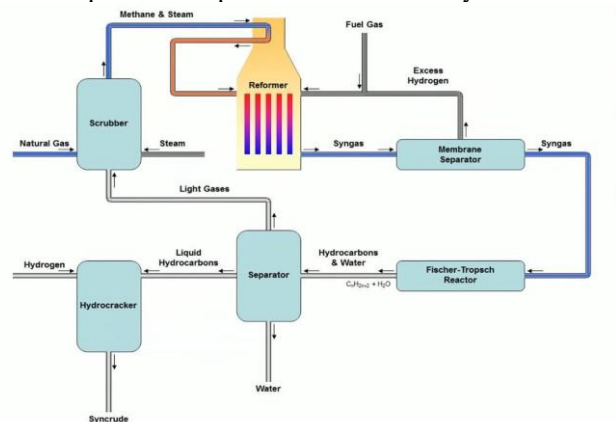 Methane & Steam
Fuel Gas
Reformer
Excess
Hydrogen
Scrubber
Natural Gas
Steam
Syngas
Membrane
Separator
Syngas
Light Gases
Hydrogen
Liquid
Hydrocarbons
Separator
Hydrocarbons
& Water
CₙH₂ₙ₊₂ + H₂O
Fischer-Tropsch
Reactor
Hydrocracker
Water
Syncrude